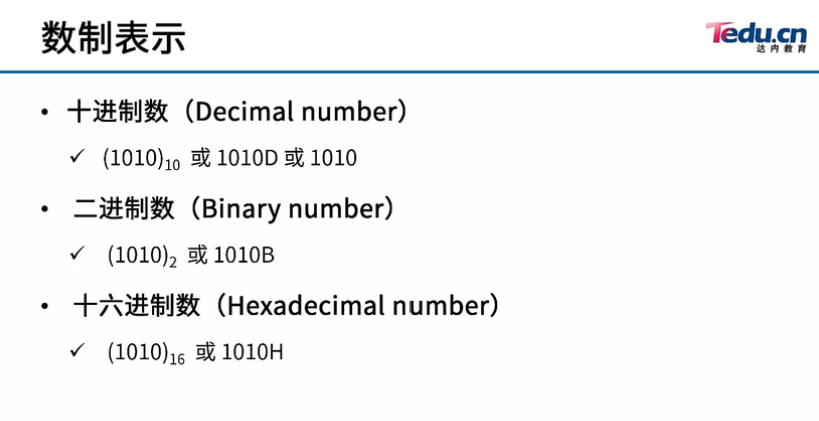 数制表示
Tedu.cn
达内教育
• 十进制数（Decimal number）
✓ (1010)₁₀ 或 1010D 或 1010
• 二进制数（Binary number）
✓ (1010)₂ 或 1010B
• 十六进制数（Hexadecimal number）
✓ (1010)₁₆ 或 1010H